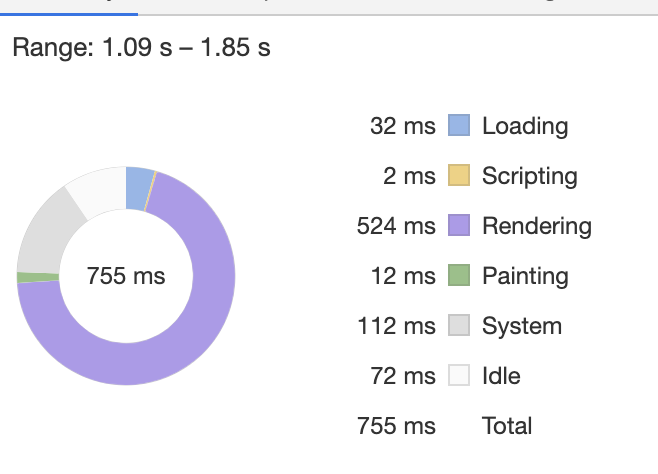 Range: 1.09 s – 1.85 s
32 ms Loading
2 ms Scripting
524 ms Rendering
755 ms
12 ms Painting
112 ms System
72 ms Idle
755 ms Total